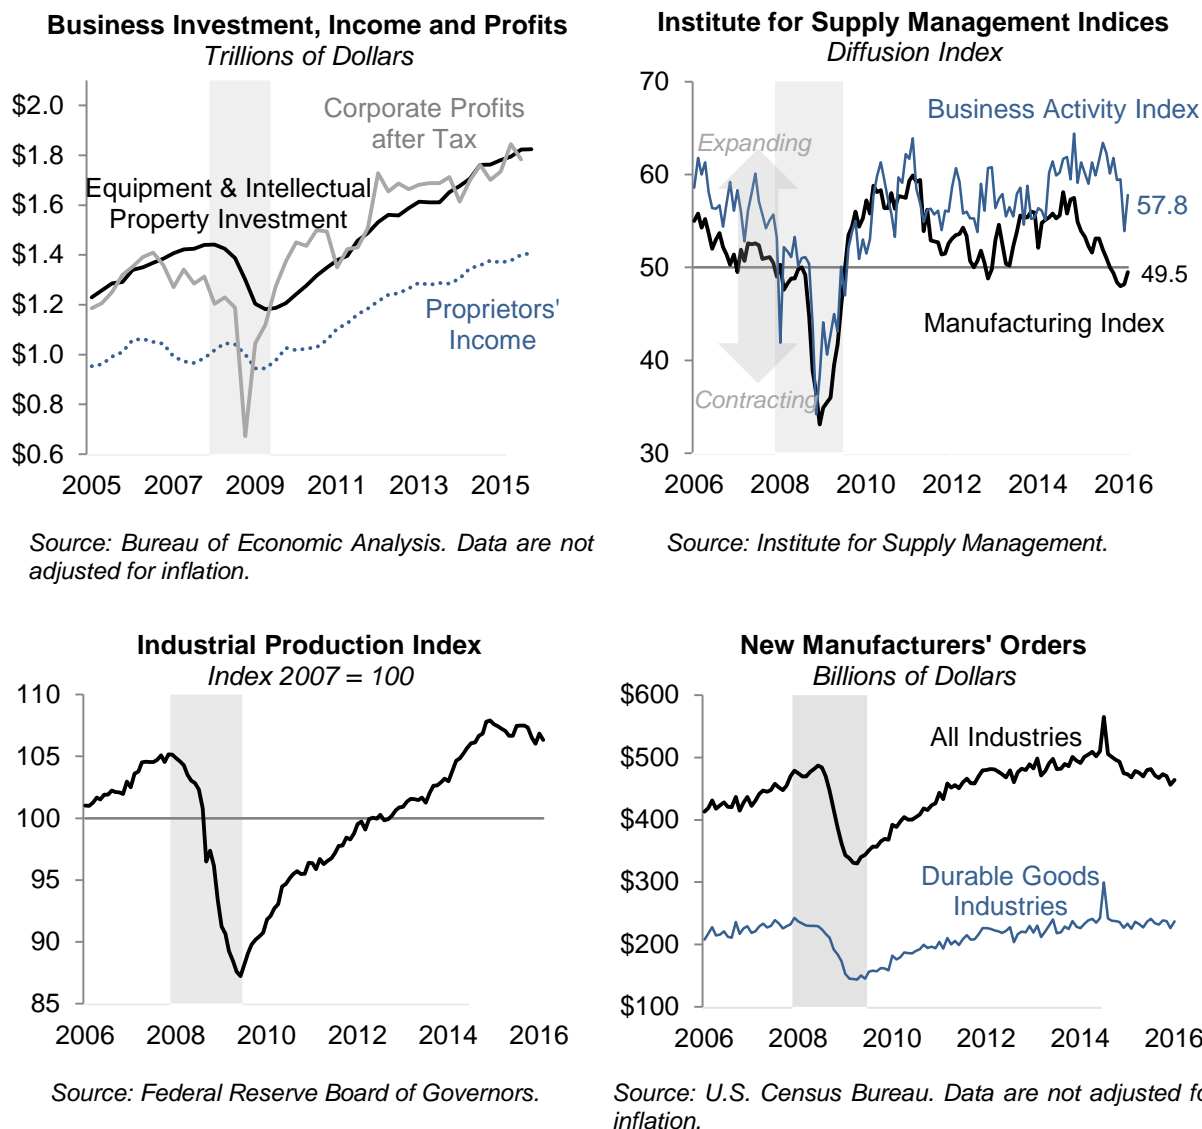 Business Investment, Income and Profits
Trillions of Dollars
$2.0
$1.8
$1.6
$1.4
$1.2
$1.0
$0.8
$0.6
Corporate Profits
after Tax
Equipment & Intellectual
Property Investment
Proprietors'
Income
2005 2007 2009 2011 2013 2015
Source: Bureau of Economic Analysis. Data are not
adjusted for inflation.
Institute for Supply Management Indices
Diffusion Index
70
60
50
40
30
Business Activity Index
Expanding
57.8
49.5
Manufacturing Index
Contracting
2006 2008 2010 2012 2014 2016
Source: Institute for Supply Management.
Industrial Production Index
Index 2007 = 100
110
105
100
95
90
85
2006 2008 2010 2012 2014 2016
Source: Federal Reserve Board of Governors.
New Manufacturers' Orders
Billions of Dollars
$600
$500
$400
$300
$200
$100
All Industries
Durable Goods
Industries
2006 2008 2010 2012 2014 2016
Source: U.S. Census Bureau. Data are not adjusted fo
inflation.